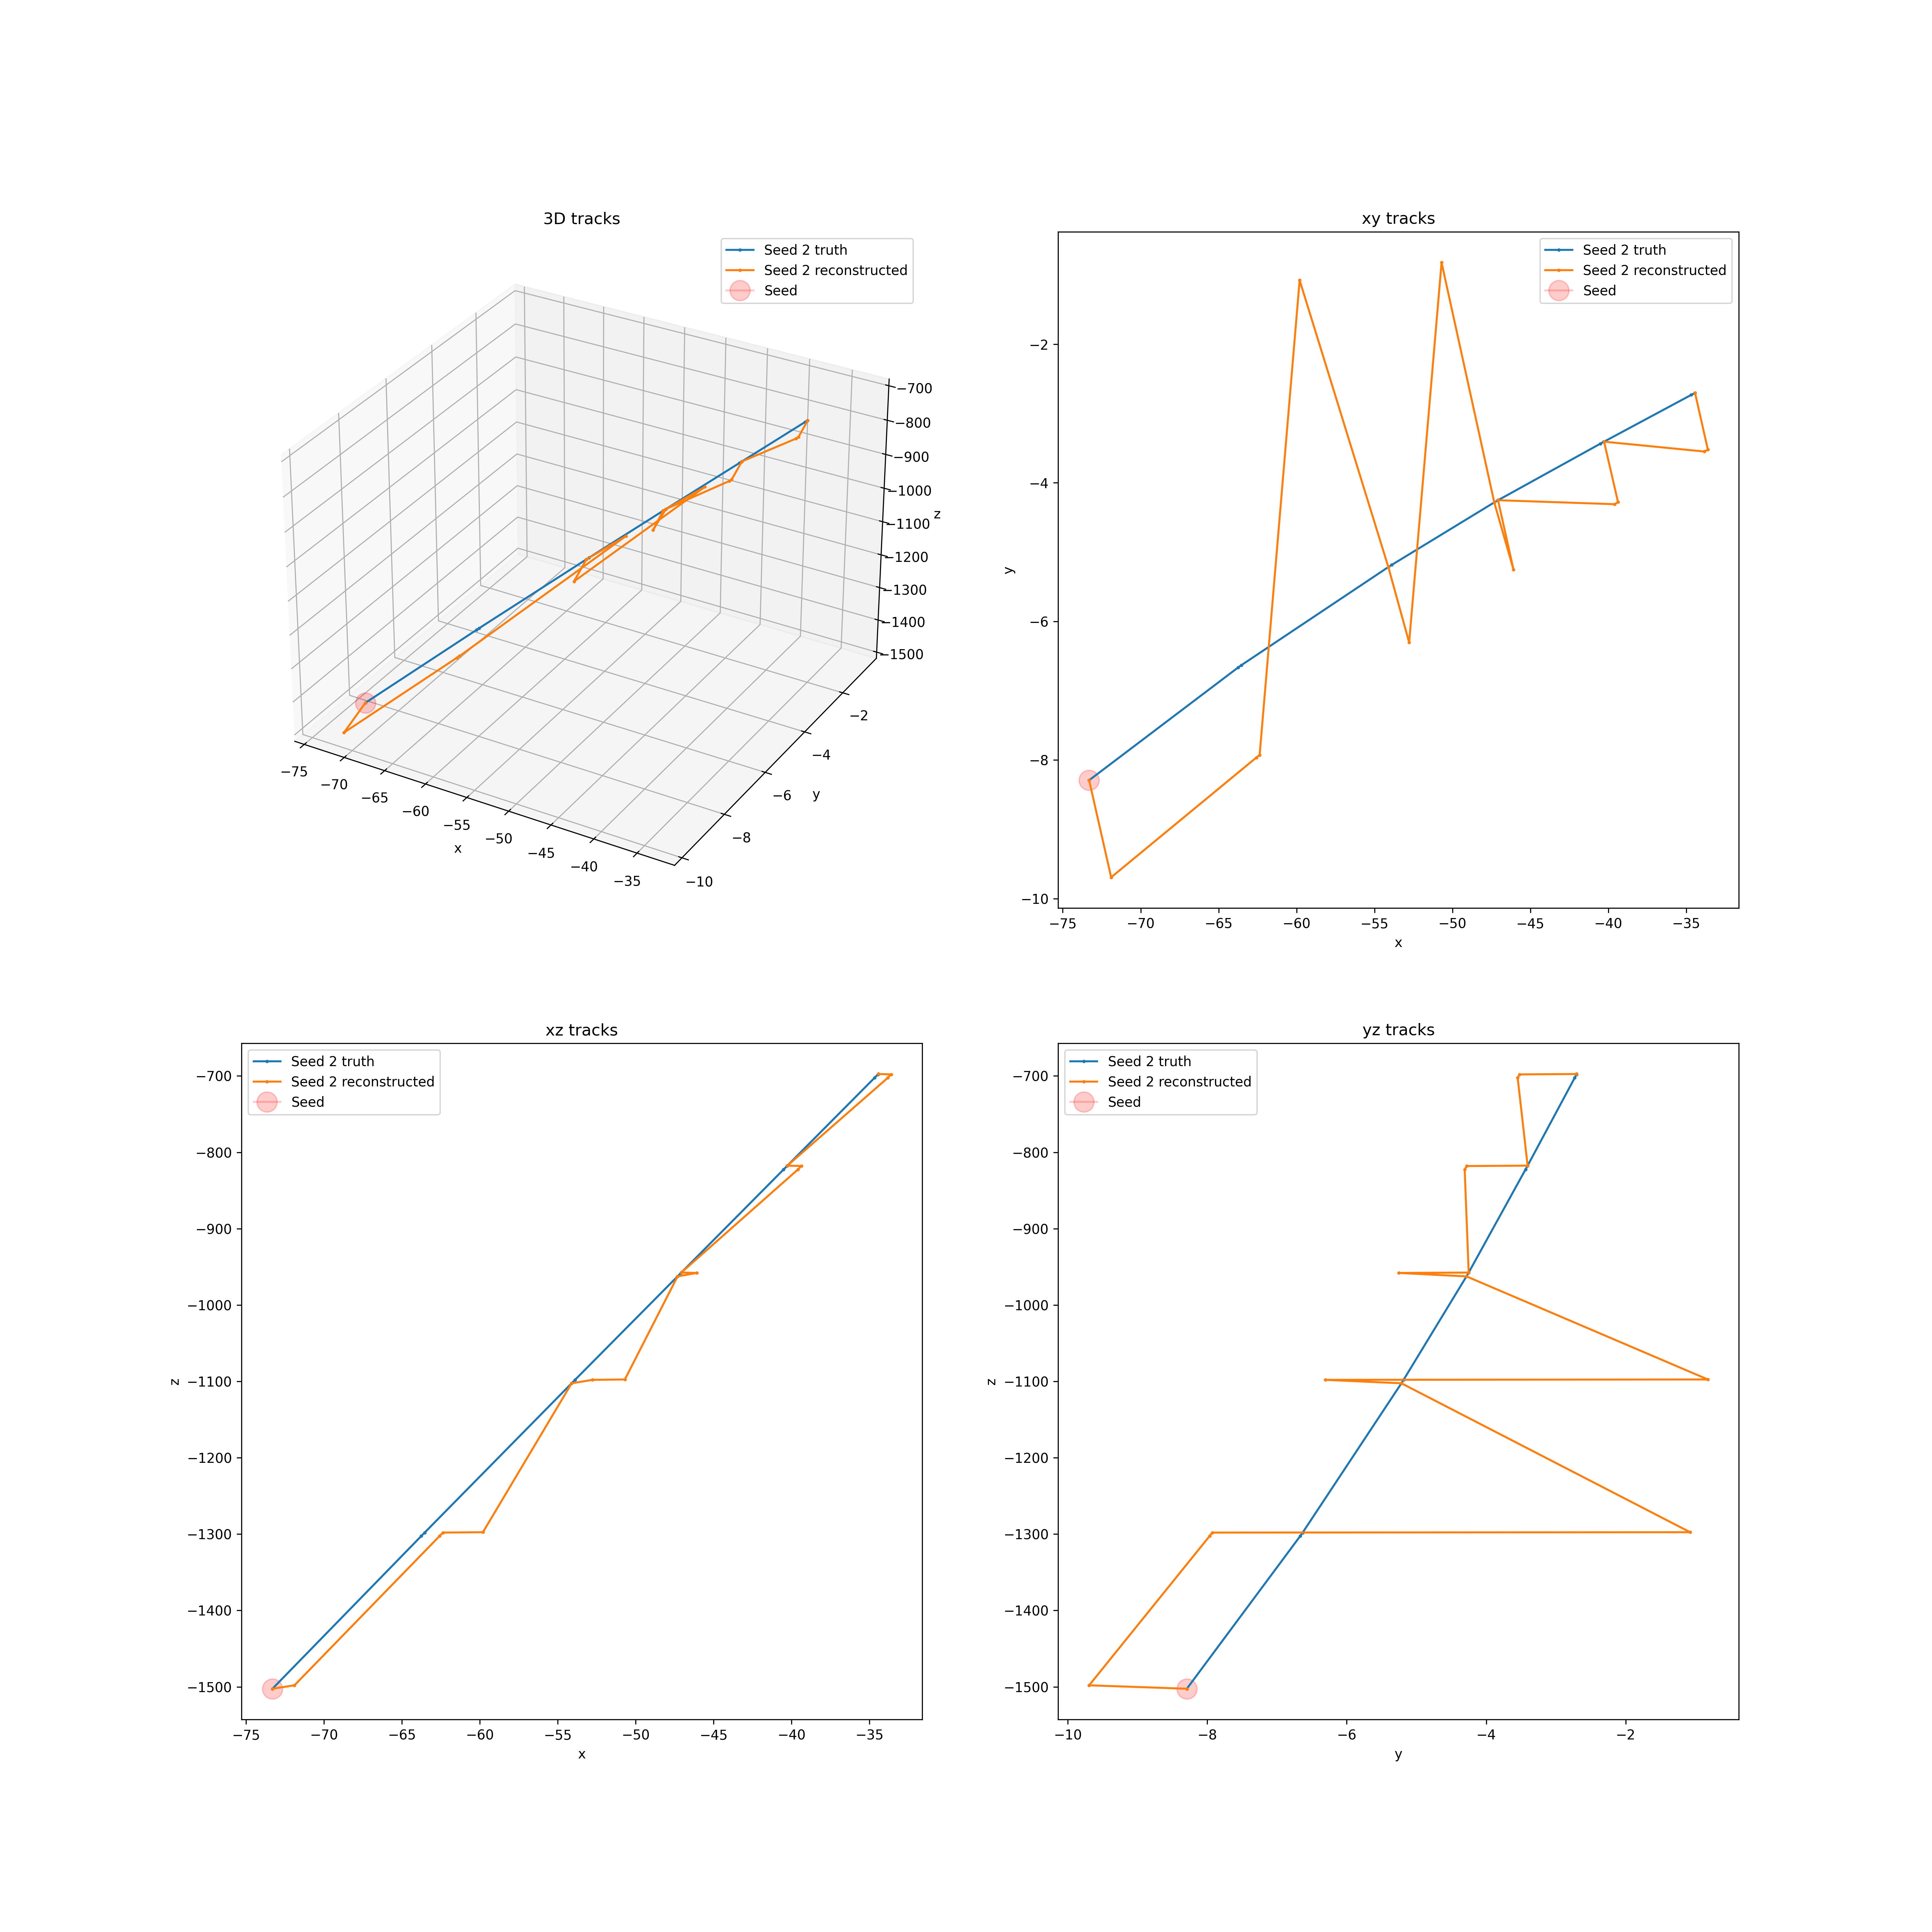 3D tracks
Seed 2 truth
Seed 2 reconstructed
Seed
−700
−800
−900
−1000
−1100
−1200
−1300
−1400
−1500
z
−2
−4
−6
−8
−10
y
−75
−70
−65
−60
−55
−50
−45
−40
−35
x
xy tracks
Seed 2 truth
Seed 2 reconstructed
Seed
−2
−4
−6
−8
−10
y
−75 −70 −65 −60 −55 −50 −45 −40 −35
x
xz tracks
Seed 2 truth
Seed 2 reconstructed
Seed
−700
−800
−900
−1000
−1100
−1200
−1300
−1400
−1500
z
−75 −70 −65 −60 −55 −50 −45 −40 −35
x
yz tracks
Seed 2 truth
Seed 2 reconstructed
Seed
−700
−800
−900
−1000
−1100
−1200
−1300
−1400
−1500
z
−10 −8 −6 −4 −2
y